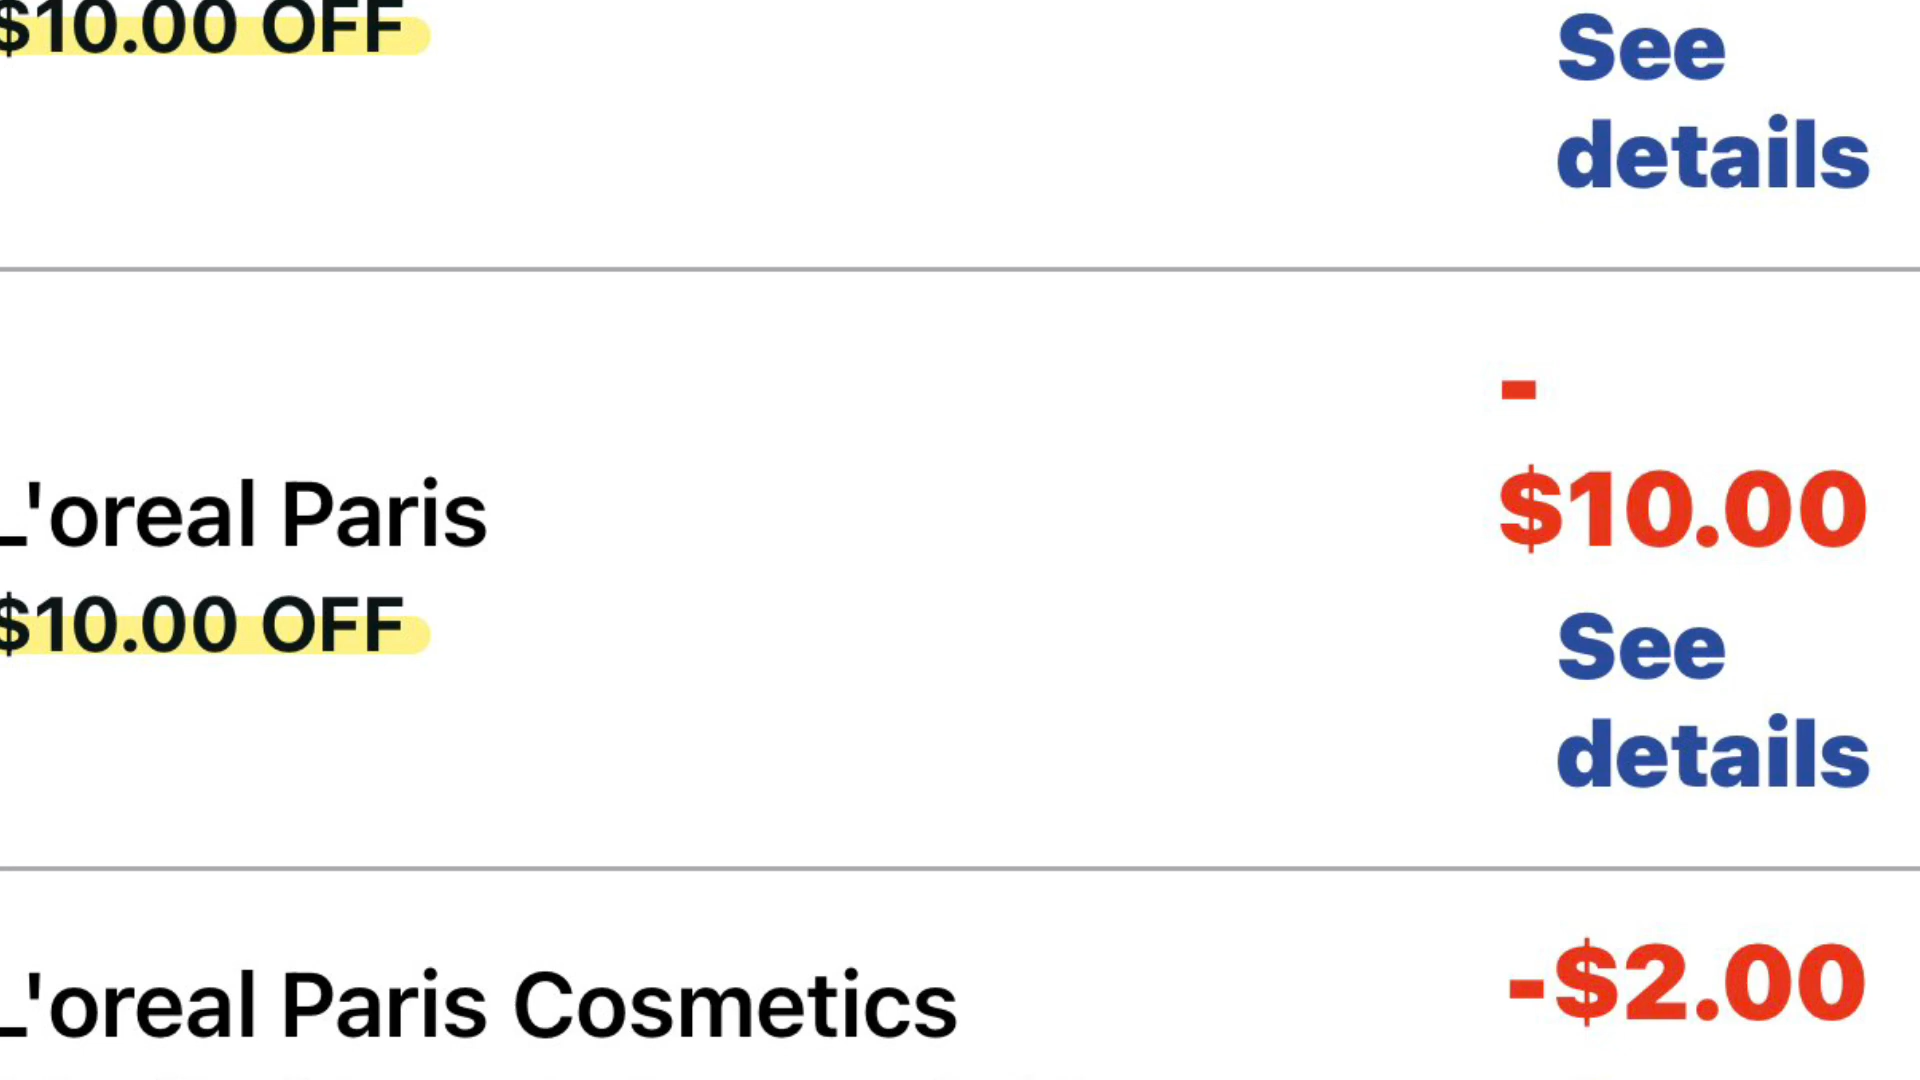 $10.00 OFF
See
details
-
$10.00
L'oreal Paris
$10.00 OFF
See
details
-$2.00
L'oreal Paris Cosmetics